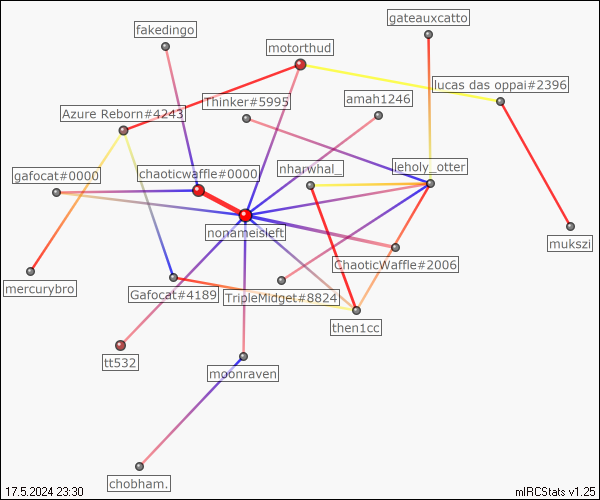 gateauxcatto
fakedingo
motorthud
lucas das oppai#2396
Thinker#5995
amah1246
Azure Reborn#4243
nharwhal_
leholy_otter
gafocat#0000
chaoticwaffle#0000
nonameisleft
mukszi
ChaoticWaffle#2006
mercurybro
Gafocat#4189
TripleMidget#8824
then1cc
tt532
moonraven
chobham.
17.5.2024 23:30
mIRCStats v1.25